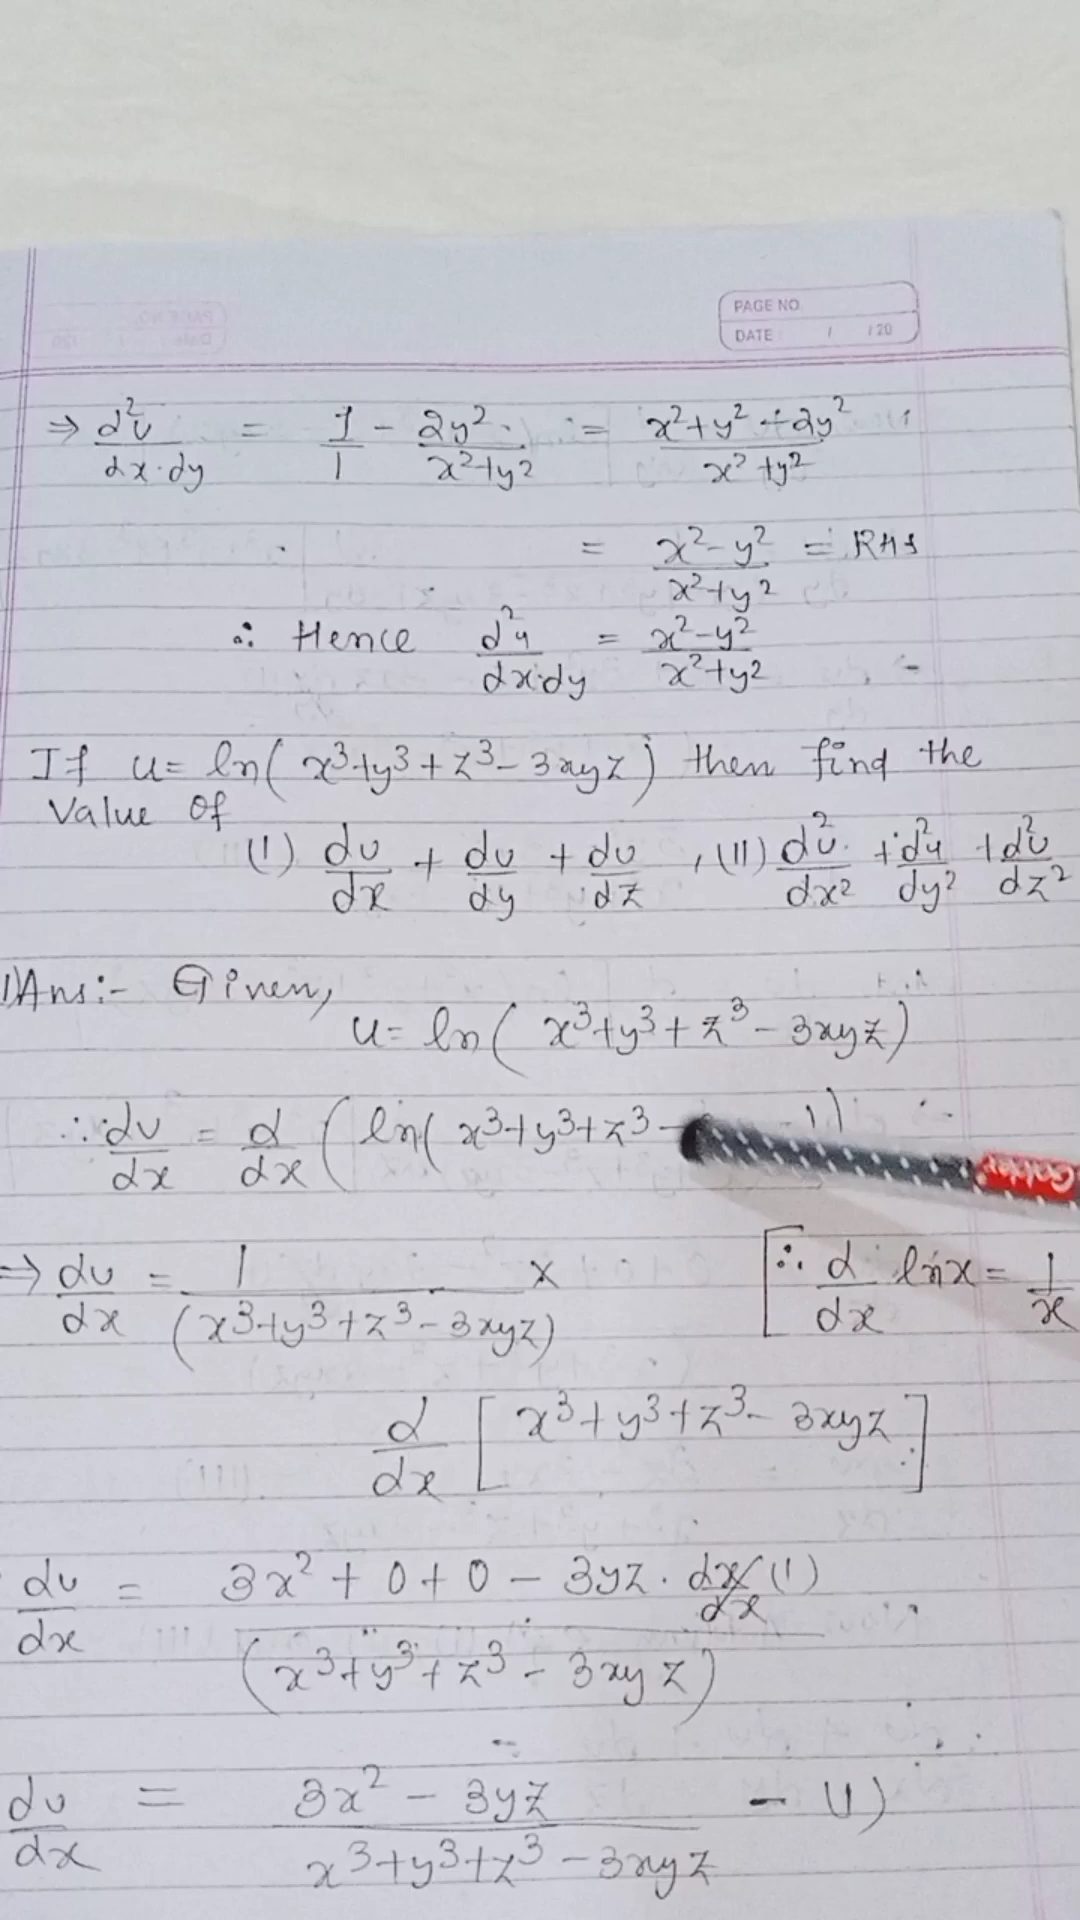 PAGE NO.
DATE / /20
⇒ d²u/dx·dy = 1/1 - 2y²/x²+y² = x²+y²+2y²/x²+y²
= x²-y²/x²+y² = RHS
∴ Hence d²u/dx·dy = x²-y²/x²+y²
If u= ln(x³+y³+z³-3xyz) then find the
Value of
(I) du/dx + du/dy + du/dz , (II) d²u/dx² + d²u/dy² + d²u/dz²
1)Ans:- Given,
u= ln(x³+y³+z³-3xyz)
∴ du/dx = d/dx (ln(x³+y³+z³-
⇒ du/dx = 1/(x³+y³+z³-3xyz) x [∴ d/dx lnx = 1/x
d/dx [x³+y³+z³-3xyz]
du/dx = 3x²+0+0-3yz·dx/dx (1)/(x³+y³+z³-3xyz)
du/dx = 3x²-3yz/x³+y³+z³-3xyz - (I)